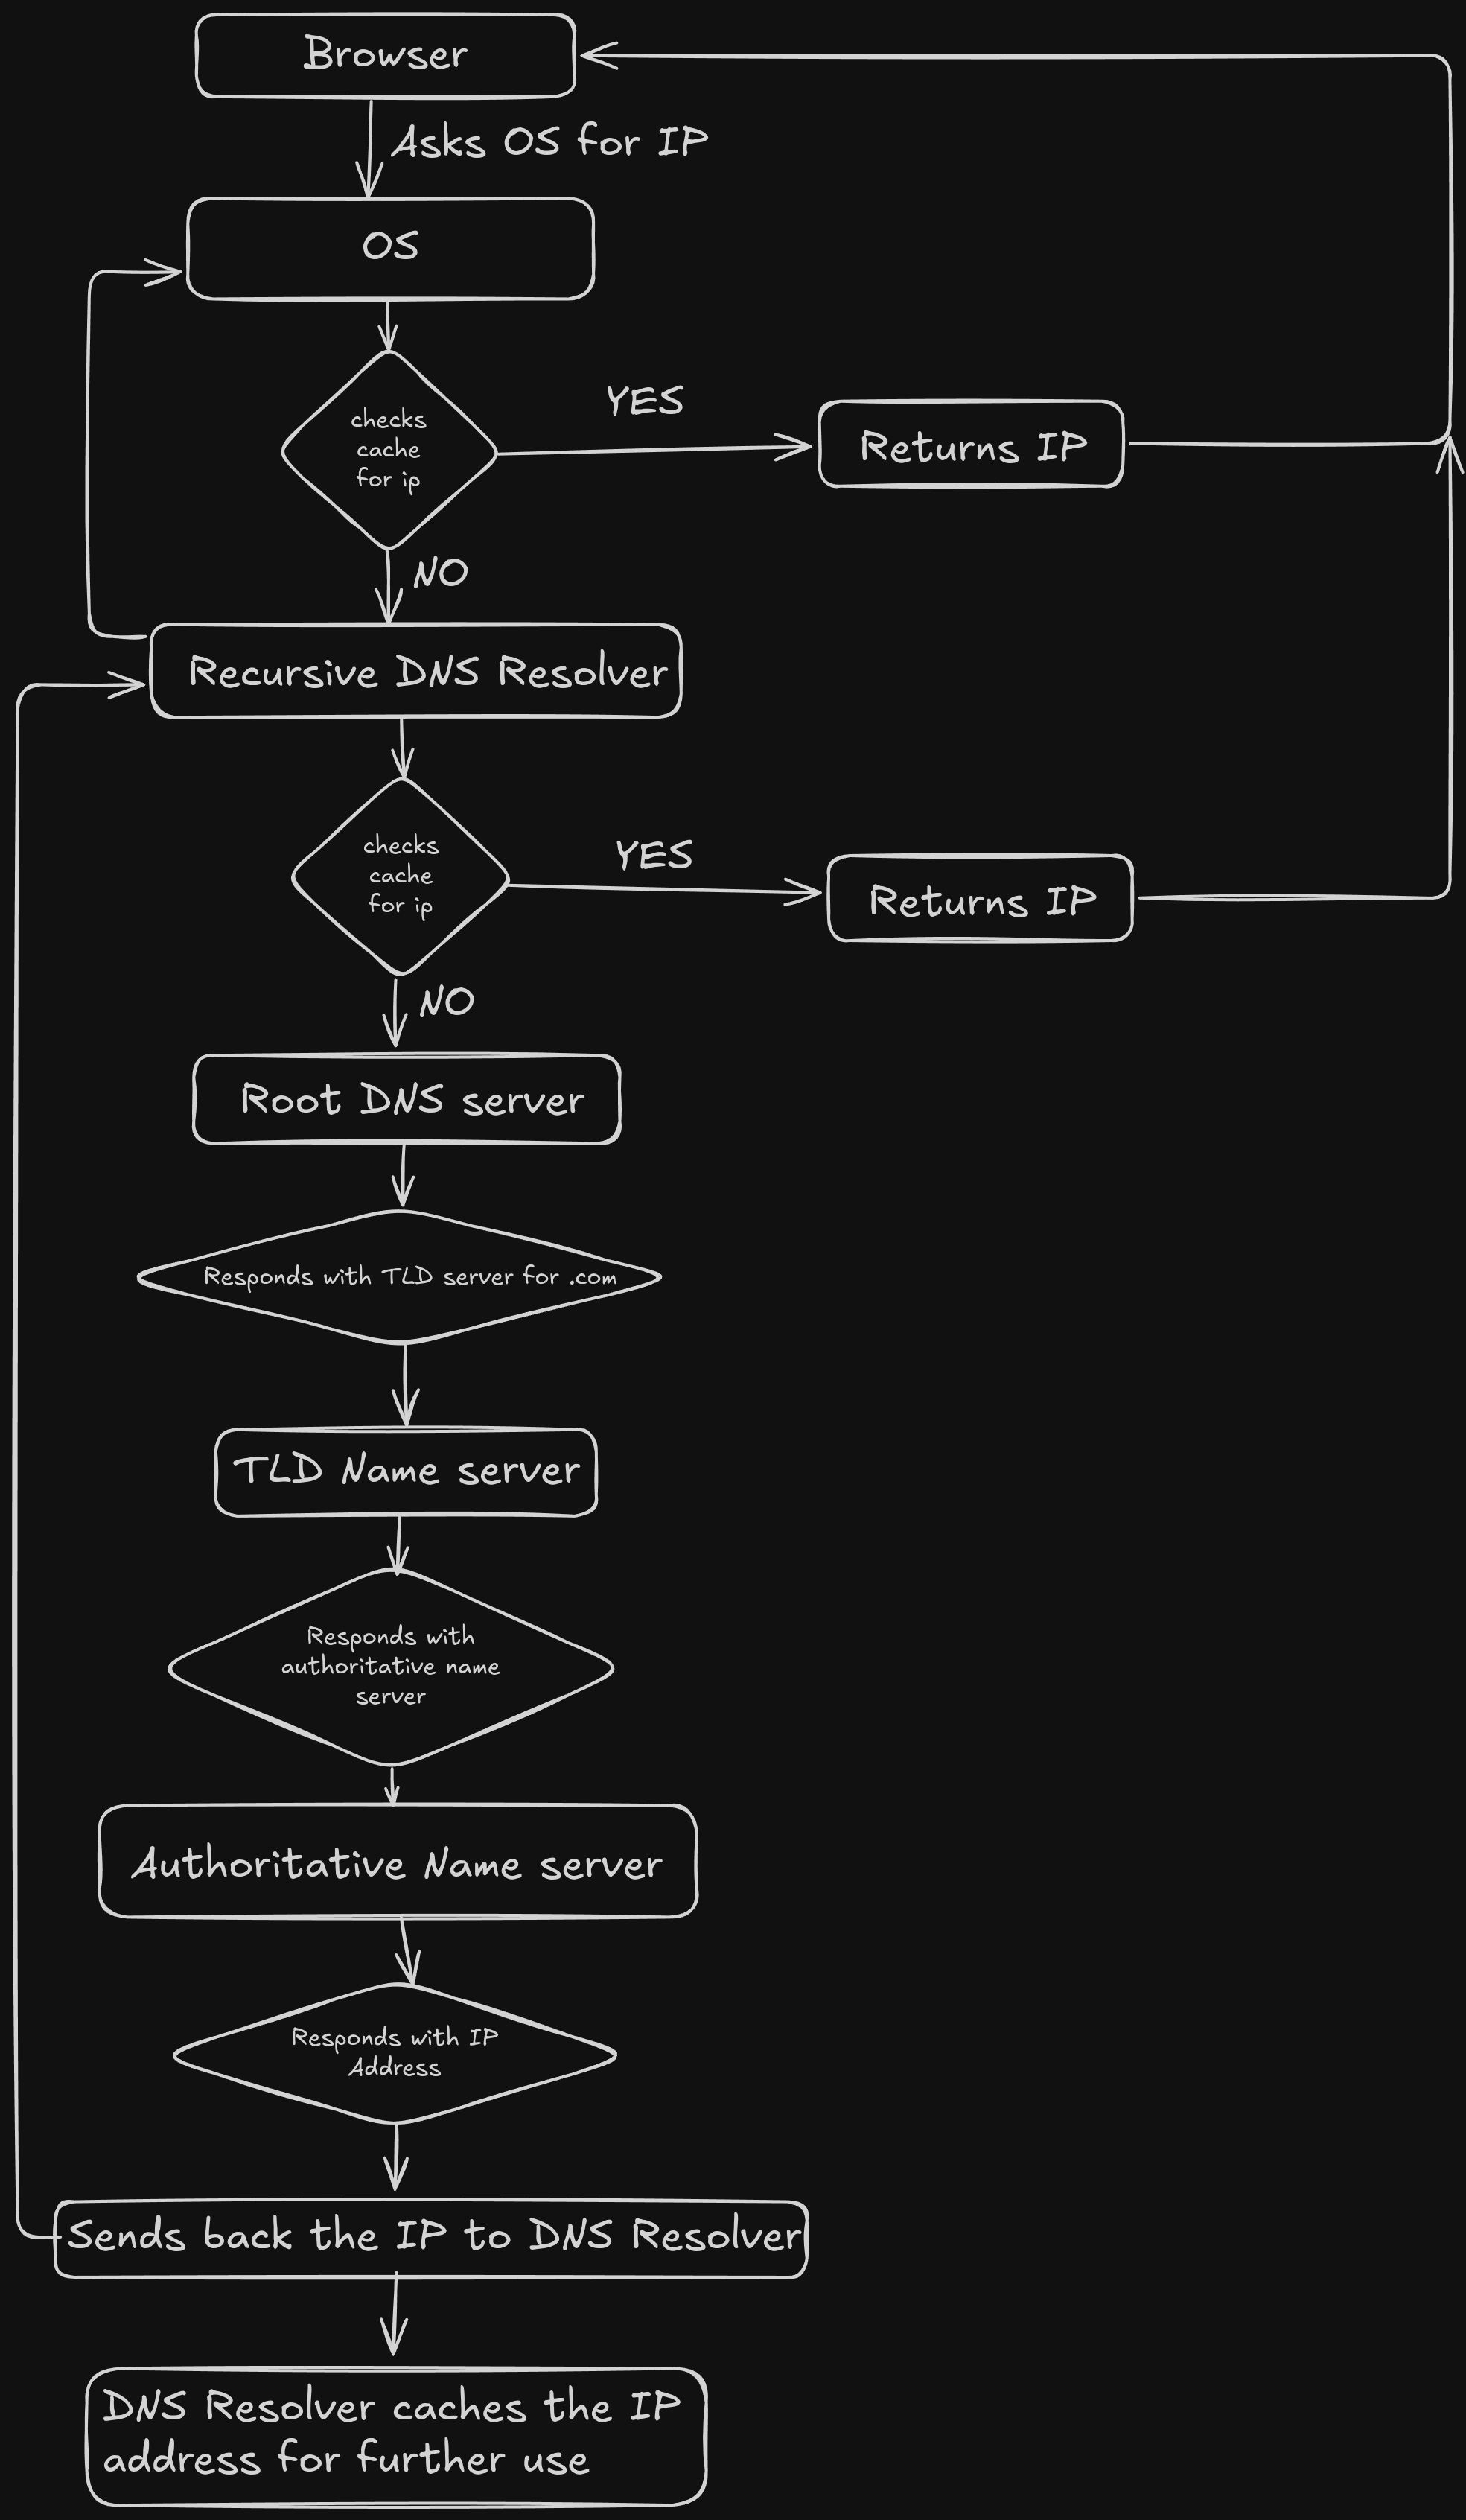 Browser
Asks OS for IP
OS
checks
cache
for ip
YES
Returns IP
NO
Recursive DNS Resolver
checks
cache
for ip
YES
Returns IP
NO
Root DNS server
Responds with TLD server for .com
TLD Name server
Responds with
authoritative name
server
Authoritative Name server
Responds with IP
Address
Sends back the IP to DNS Resolver
DNS Resolver caches the IP
address for further use